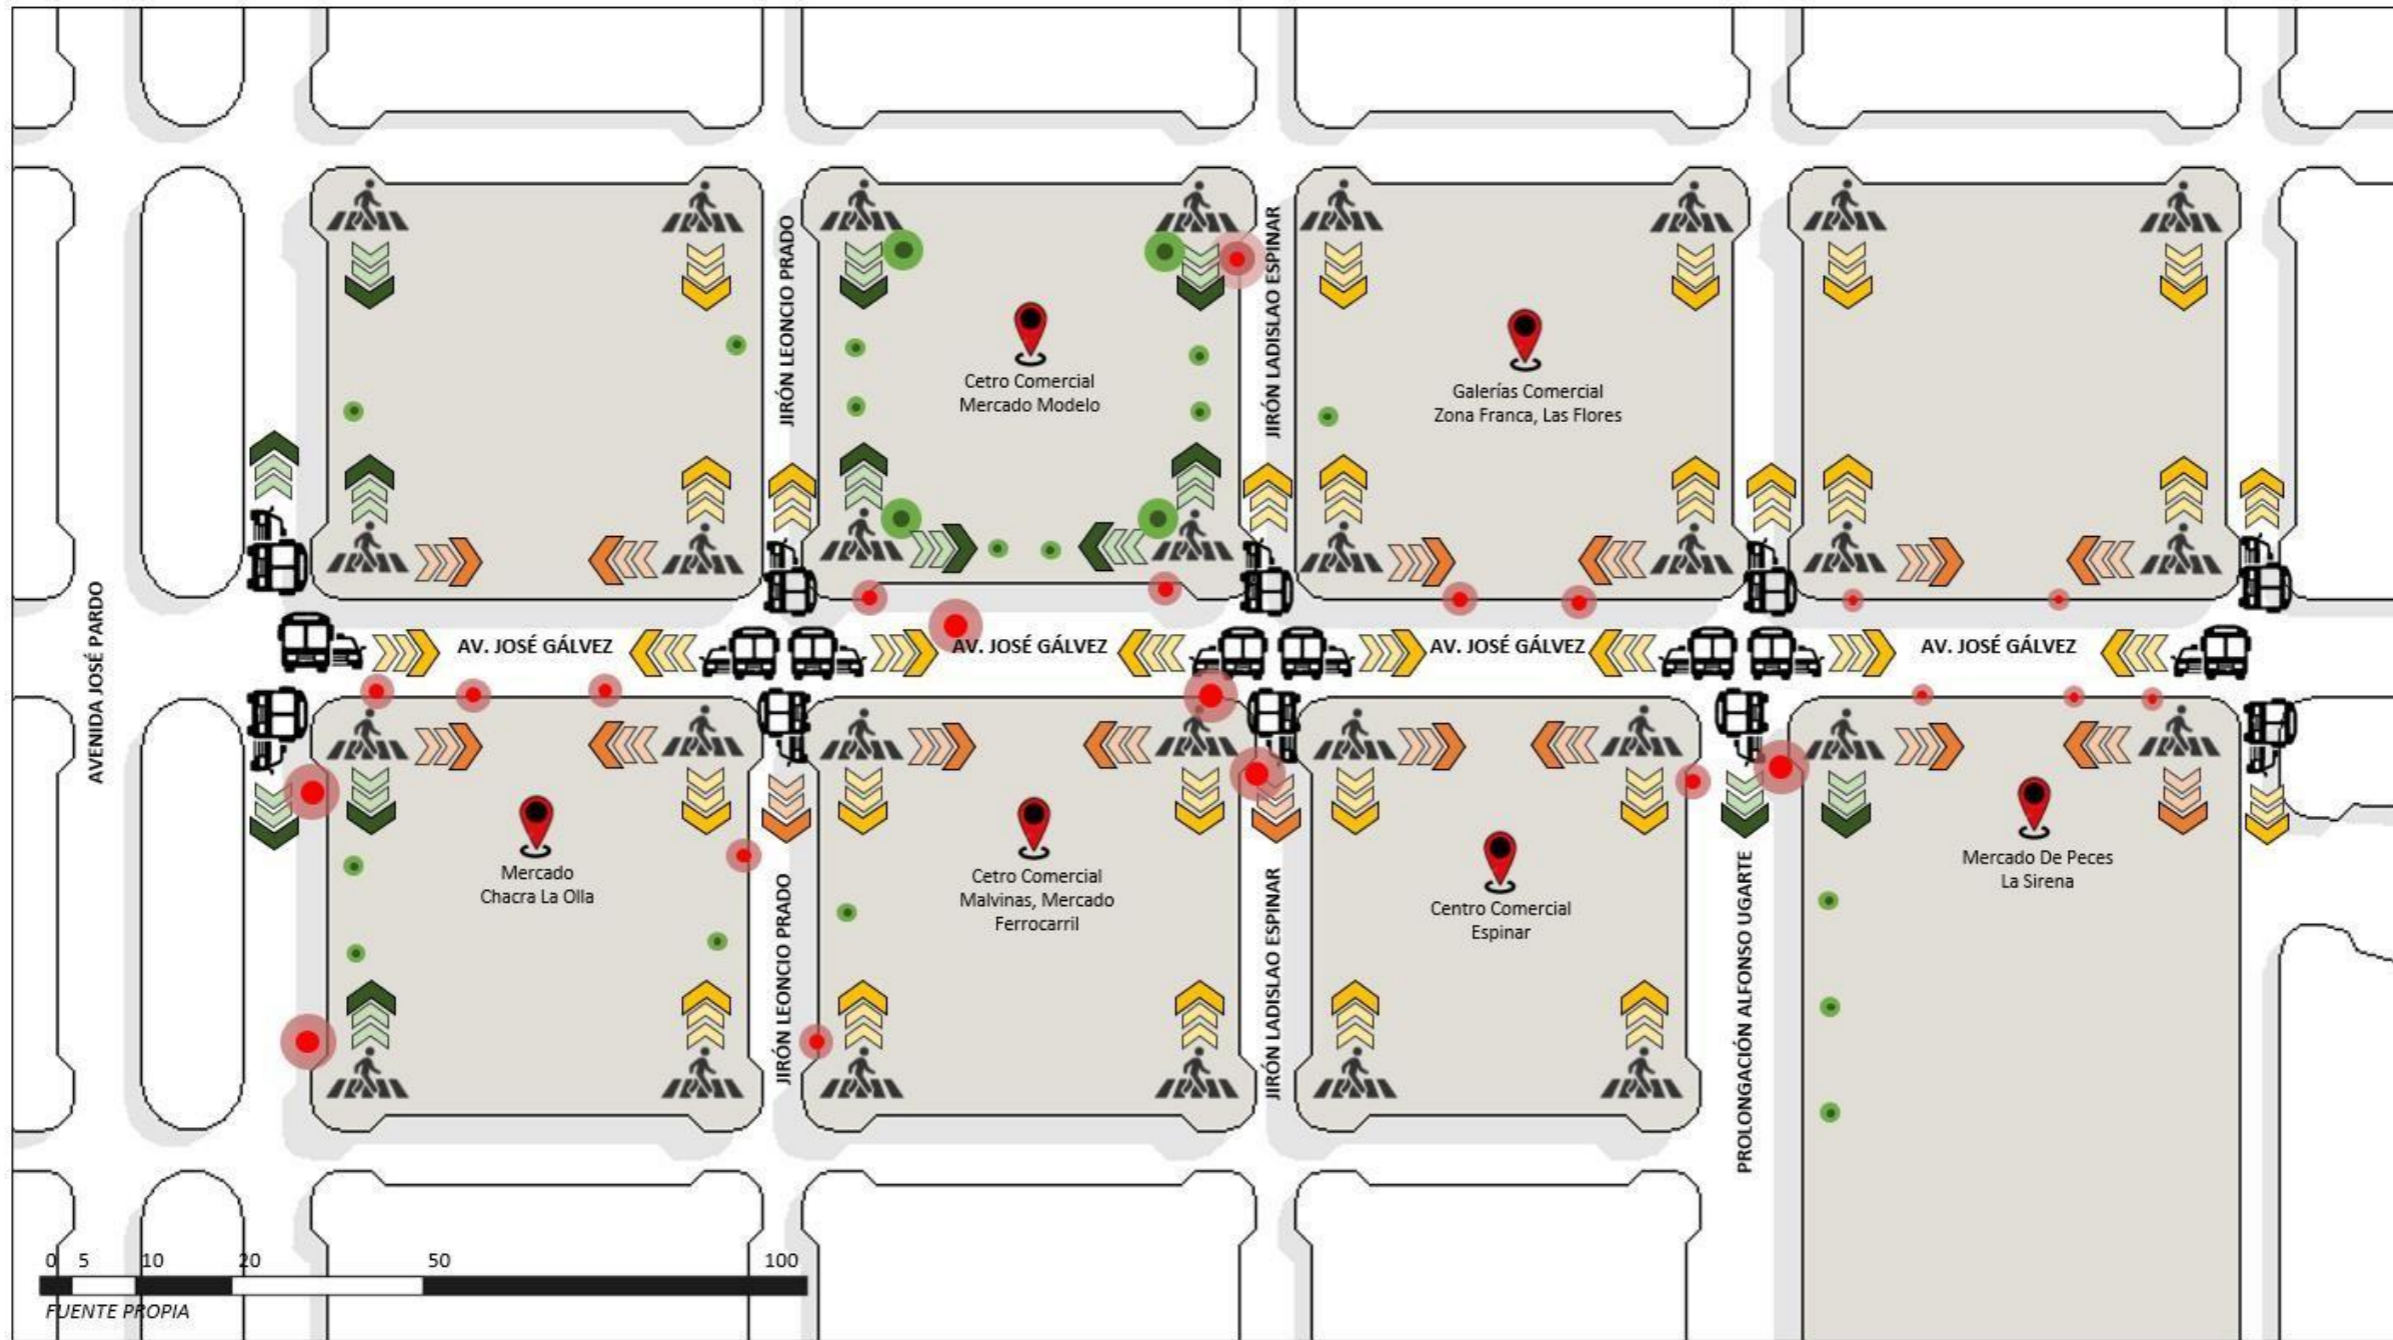 JIRÓN LEONCIO PRADO
JIRÓN LADISLAO ESPINAR
Cetro Comercial
Mercado Modelo
Galerías Comercial
Zona Franca, Las Flores
AVENIDA JOSÉ PARDO
AV. JOSÉ GÁLVEZ
AV. JOSÉ GÁLVEZ
AV. JOSÉ GÁLVEZ
AV. JOSÉ GÁLVEZ
Mercado
Chacra La Olla
JIRÓN LEONCIO PRADO
Cetro Comercial
Malvinas, Mercado
Ferrocarril
JIRÓN LADISLAO ESPINAR
Centro Comercial
Espinar
PROLONGACIÓN ALFONSO UGARTE
Mercado De Peces
La Sirena
0 5 10 20 50 100
FUENTE PROPIA